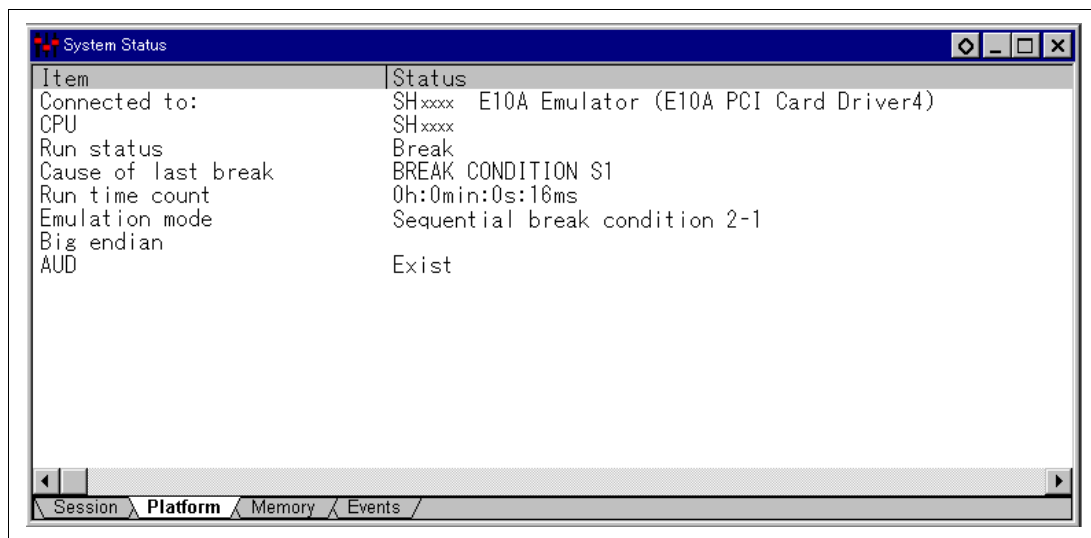 System Status
Item Status
Connected to: SHxxxx E10A Emulator (E10A PCI Card Driver4)
CPU SHxxxx
Run status Break
Cause of last break BREAK CONDITION S1
Run time count 0h:0min:0s:16ms
Emulation mode Sequential break condition 2-1
Big endian
AUD Exist
Session Platform Memory Events